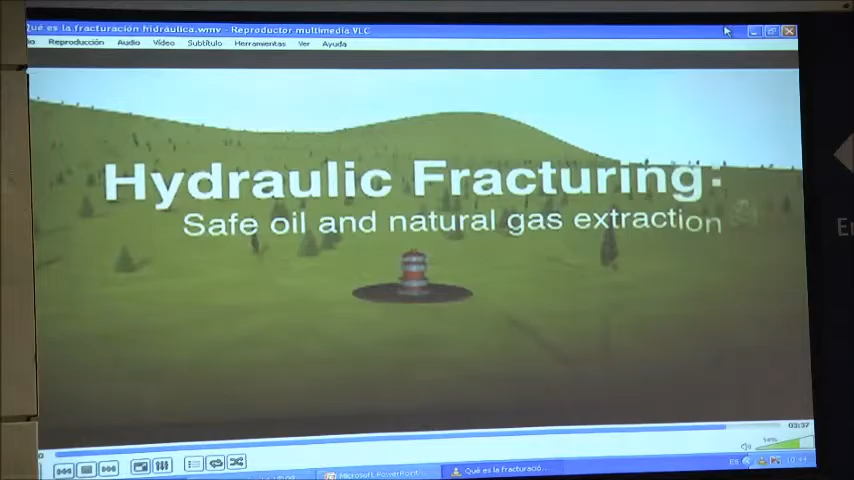 Qué es la fracturación hidráulica.wmv - Reproductor multimedia VLC
Reproducción Audio Vídeo Subtítulo Herramientas Ver Ayuda
Hydraulic Fracturing:
Safe oil and natural gas extraction
03:37
Microsoft PowerPoint
Qué es la fracturació...
ES
10:44